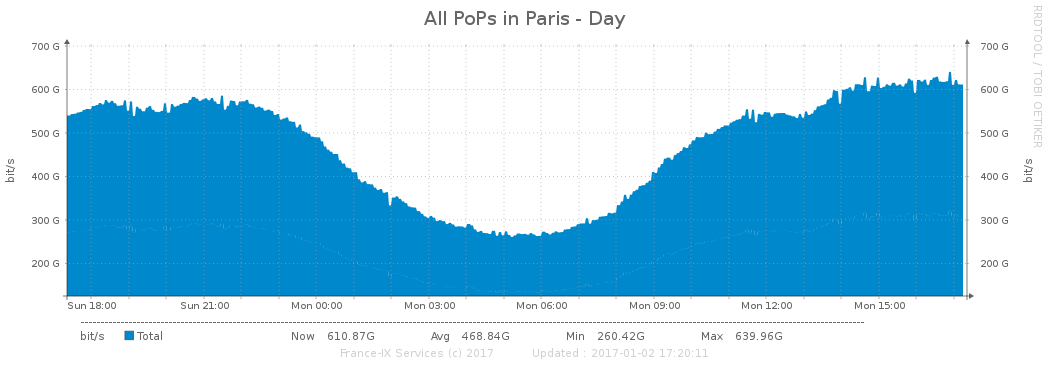 All PoPs in Paris - Day
RRDTOOL / TOBI OETIKER
700 G 700 G
600 G 600 G
500 G 500 G
400 G 400 G
300 G 300 G
200 G 200 G
bit/s bit/s
Sun 18:00 Sun 21:00 Mon 00:00 Mon 03:00 Mon 06:00 Mon 09:00 Mon 12:00 Mon 15:00
bit/s Total Now 610.87G Avg 468.84G Min 260.42G Max 639.96G
France-IX Services (c) 2017 Updated : 2017-01-02 17:20:11